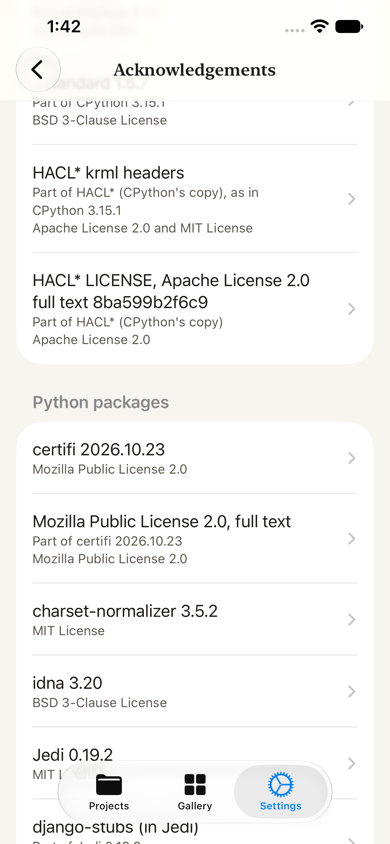 1:42
Acknowledgements
Part of CPython 3.15.1
BSD 3-Clause License
HACL* krml headers
Part of HACL* (CPython's copy), as in
CPython 3.15.1
Apache License 2.0 and MIT License
HACL* LICENSE, Apache License 2.0
full text 8ba599b2f6c9
Part of HACL* (CPython's copy)
Apache License 2.0
Python packages
certifi 2026.10.23
Mozilla Public License 2.0
Mozilla Public License 2.0, full text
Part of certifi 2026.10.23
Mozilla Public License 2.0
charset-normalizer 3.5.2
MIT License
idna 3.20
BSD 3-Clause License
Jedi 0.19.2
MIT
django-stubs (in Jedi)
Projects
Gallery
Settings